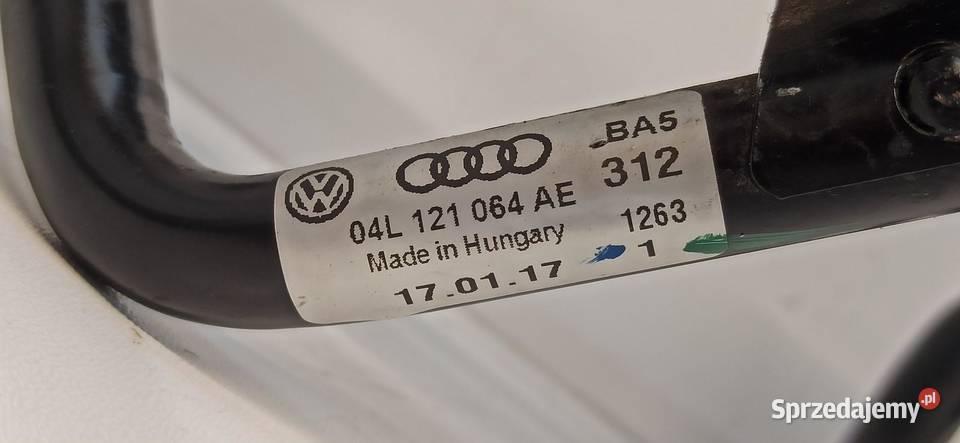 BA5
312
04L 121 064 AE
1263
Made in Hungary
1
17.01.17
Sprzedajemy.pl